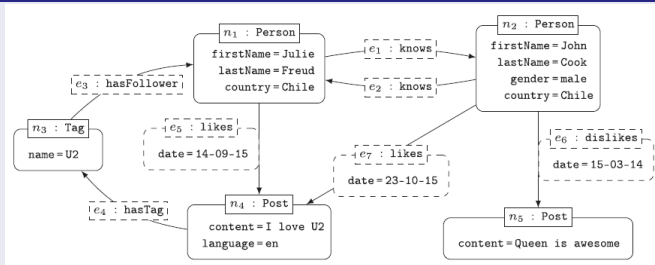 n1 : Person
firstName = Julie
lastName = Freud
country = Chile
e1 : knows
e2 : knows
n2 : Person
firstName = John
lastName = Cook
gender = male
country = Chile
e3 : hasFollower
n3 : Tag
name = U2
e5 : likes
date = 14-09-15
e7 : likes
date = 23-10-15
e6 : dislikes
date = 15-03-14
e4 : hasTag
n4 : Post
content = I love U2
language = en
n5 : Post
content = Queen is awesome